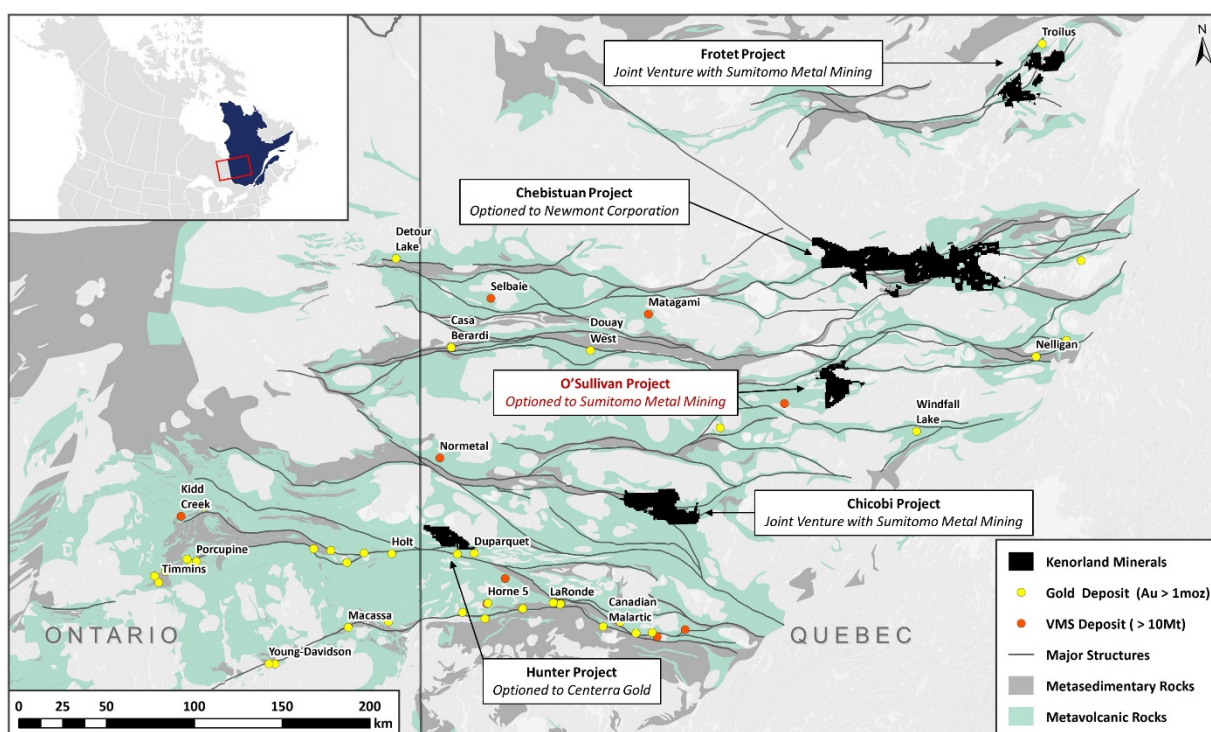 N
Troilus
Frotet Project
Joint Venture with Sumitomo Metal Mining
Chebistuan Project
Optioned to Newmont Corporation
Detour
Lake
Selbaie
Matagami
Casa
Berardi
Douay
West
Nelligan
O'Sullivan Project
Optioned to Sumitomo Metal Mining
Windfall
Lake
Normetal
Kidd
Creek
Chicobi Project
Joint Venture with Sumitomo Metal Mining
Holt
Duparquet
Porcupine
Timmins
Horne 5
LaRonde
Canadian
Malartic
Macassa
ONTARIO
QUEBEC
Young-Davidson
Hunter Project
Optioned to Centerra Gold
0 25 50 100 150 200
km
Kenorland Minerals
Gold Deposit (Au > 1moz)
VMS Deposit ( > 10Mt)
Major Structures
Metasedimentary Rocks
Metavolcanic Rocks